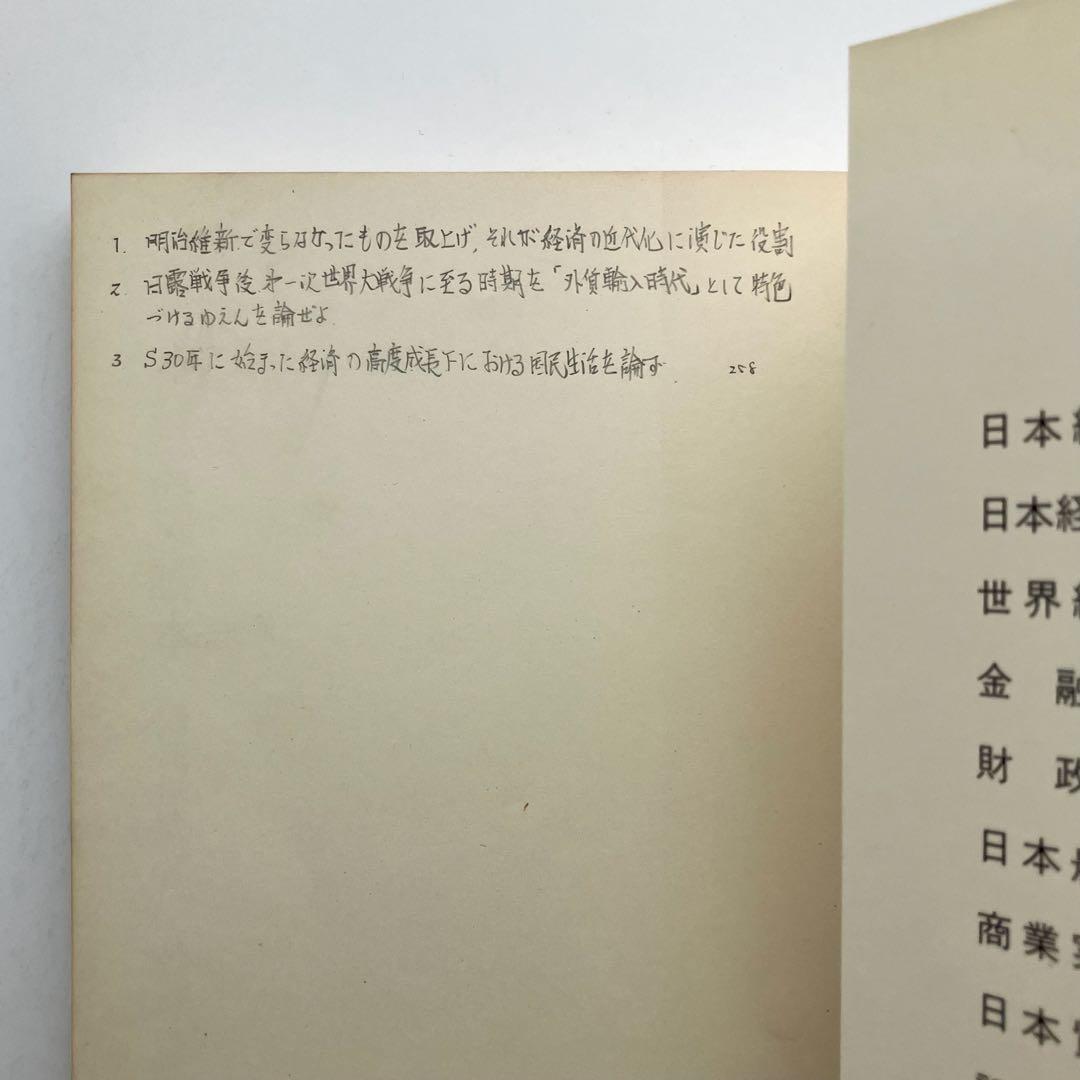 1. 明治維新で変らなかったものを取上げ、それが経済の近代化に演じた役割
2. 日露戦争後、第一次世界大戦争に至る時期を「外貨輸入時代」として特色
づけるゆえんを論ぜよ
3 S30年に始まった経済の高度成長下における国民生活を論ず 258
日本
日本経
世界
金融
財政
日本
商業
日本